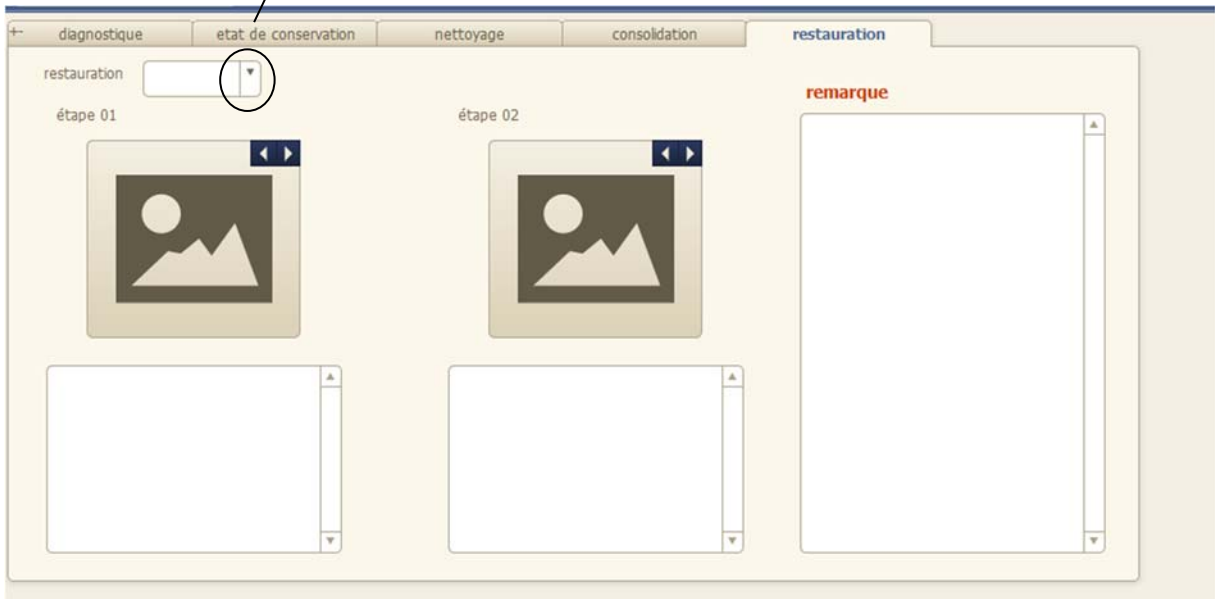 diagnostique etat de conservation nettoyage consolidation restauration
restauration
remarque
étape 01 étape 02